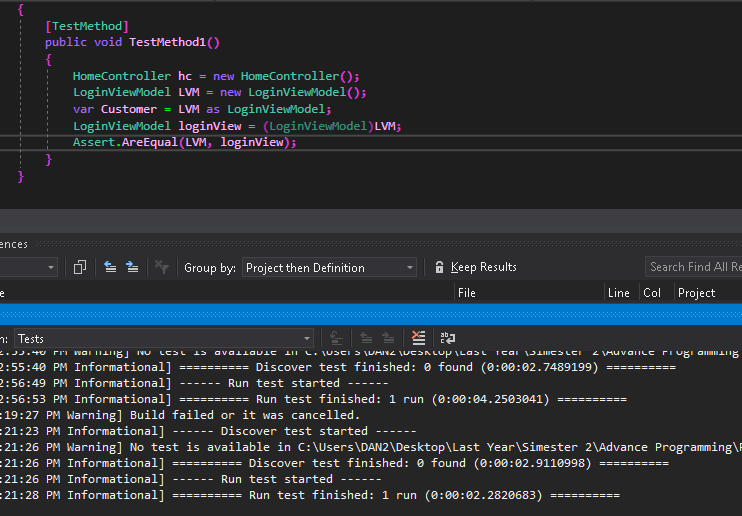 {
[TestMethod]
public void TestMethod1()
{
HomeController hc = new HomeController();
LoginViewModel LVM = new LoginViewModel();
var Customer = LVM as LoginViewModel;
LoginViewModel loginView = (LoginViewModel)LVM;
Assert.AreEqual(LVM, loginView);
}
}
ences
Group by: Project then Definition Keep Results Search Find All Re
e File Line Col Project
n: Tests
2:55:40 PM Warning] No test is available in C:\Users\DAN2\Desktop\Last Year\Simester 2\Advance Programming
2:55:40 PM Informational] ========== Discover test finished: 0 found (0:00:02.7489199) ==========
2:56:49 PM Informational] ------ Run test started ------
2:56:53 PM Informational] ========== Run test finished: 1 run (0:00:04.2503041) ==========
:19:27 PM Warning] Build failed or it was cancelled.
:21:23 PM Informational] ------ Discover test started ------
:21:26 PM Warning] No test is available in C:\Users\DAN2\Desktop\Last Year\Simester 2\Advance Programming\
:21:26 PM Informational] ========== Discover test finished: 0 found (0:00:02.9110998) ==========
:21:26 PM Informational] ------ Run test started ------
:21:28 PM Informational] ========== Run test finished: 1 run (0:00:02.2820683) ==========